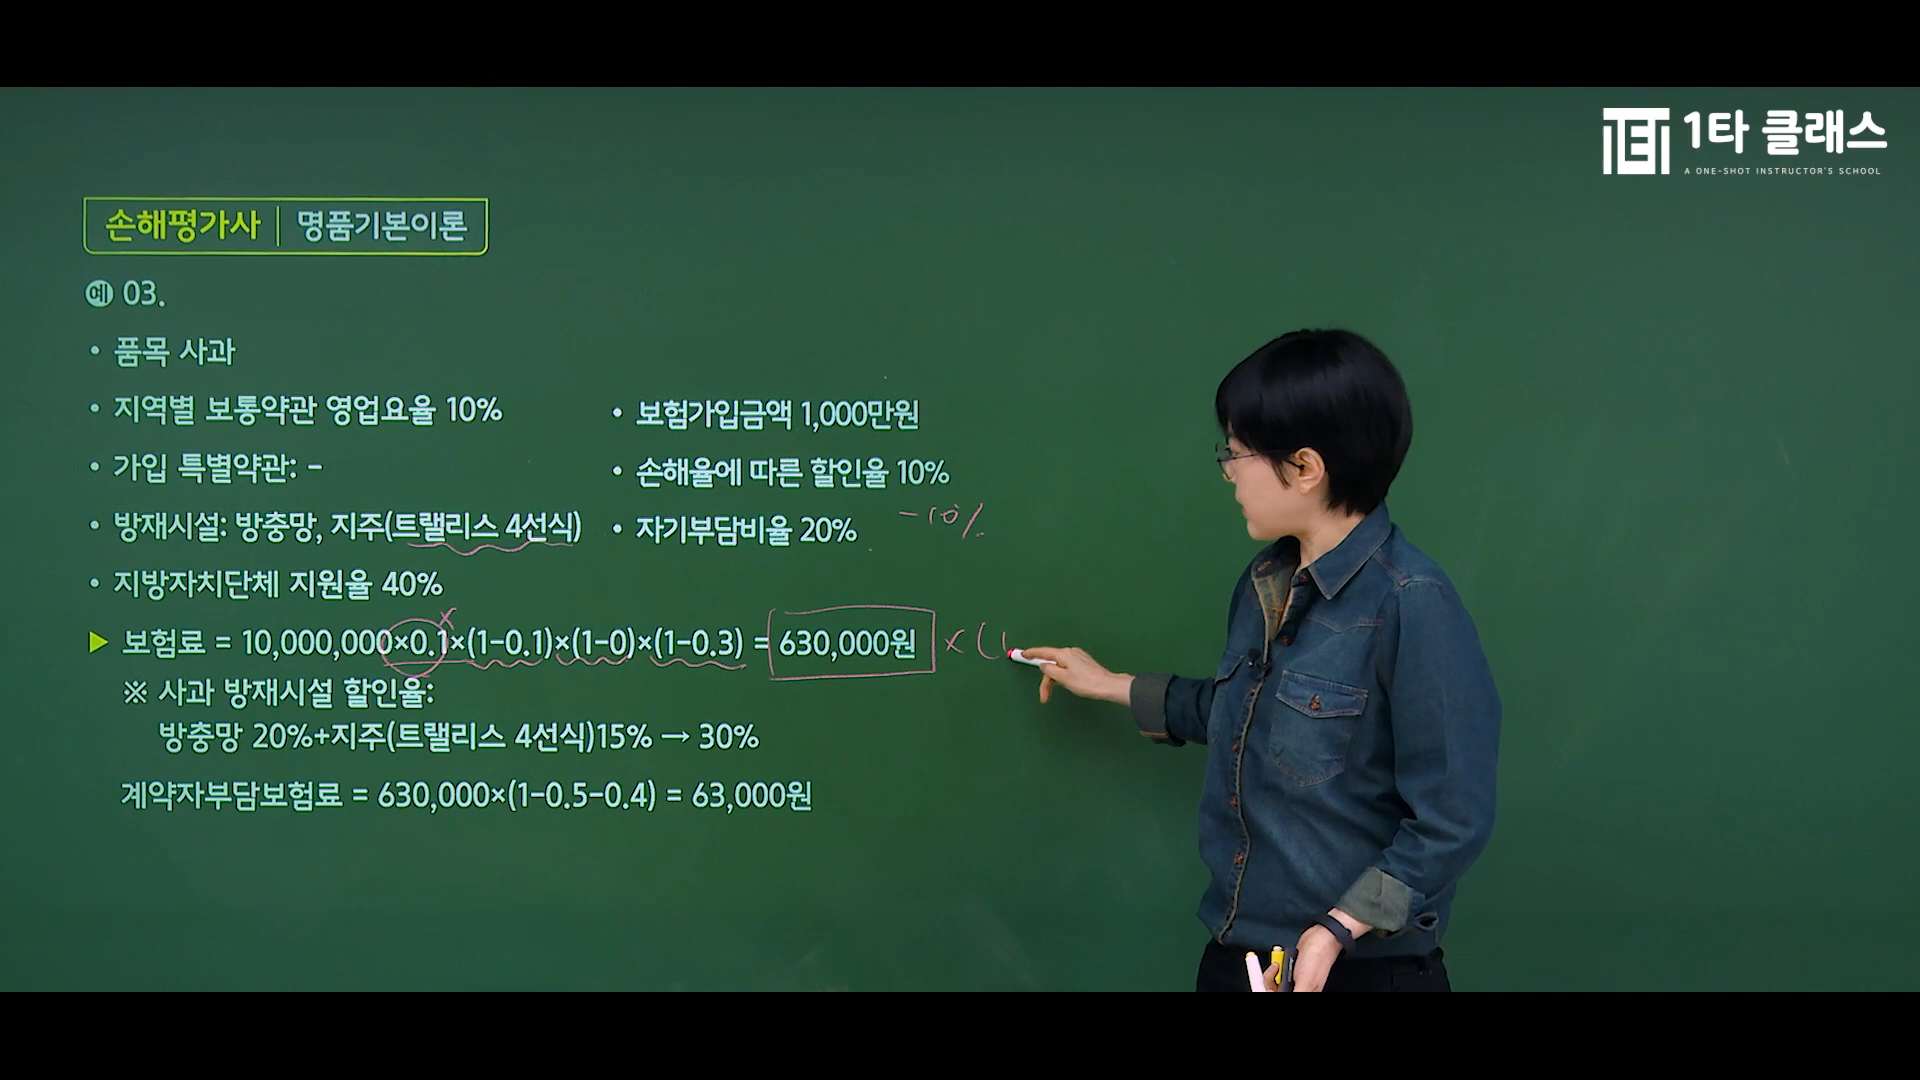 1타 클래스
A ONE-SHOT INSTRUCTOR'S SCHOOL
손해평가사 | 명품기본이론
예 03.
• 품목 사과
• 지역별 보통약관 영업요율 10%
• 보험가입금액 1,000만원
• 가입 특별약관: -
• 손해율에 따른 할인율 10%
• 방재시설: 방충망, 지주(트랠리스 4선식)
• 자기부담비율 20%
-10%
• 지방자치단체 지원율 40%
▶ 보험료 = 10,000,000×0.1×(1-0.1)×(1-0)×(1-0.3) = 630,000원 × (1
※ 사과 방재시설 할인율:
방충망 20%+지주(트랠리스 4선식)15% → 30%
계약자부담보험료 = 630,000×(1-0.5-0.4) = 63,000원